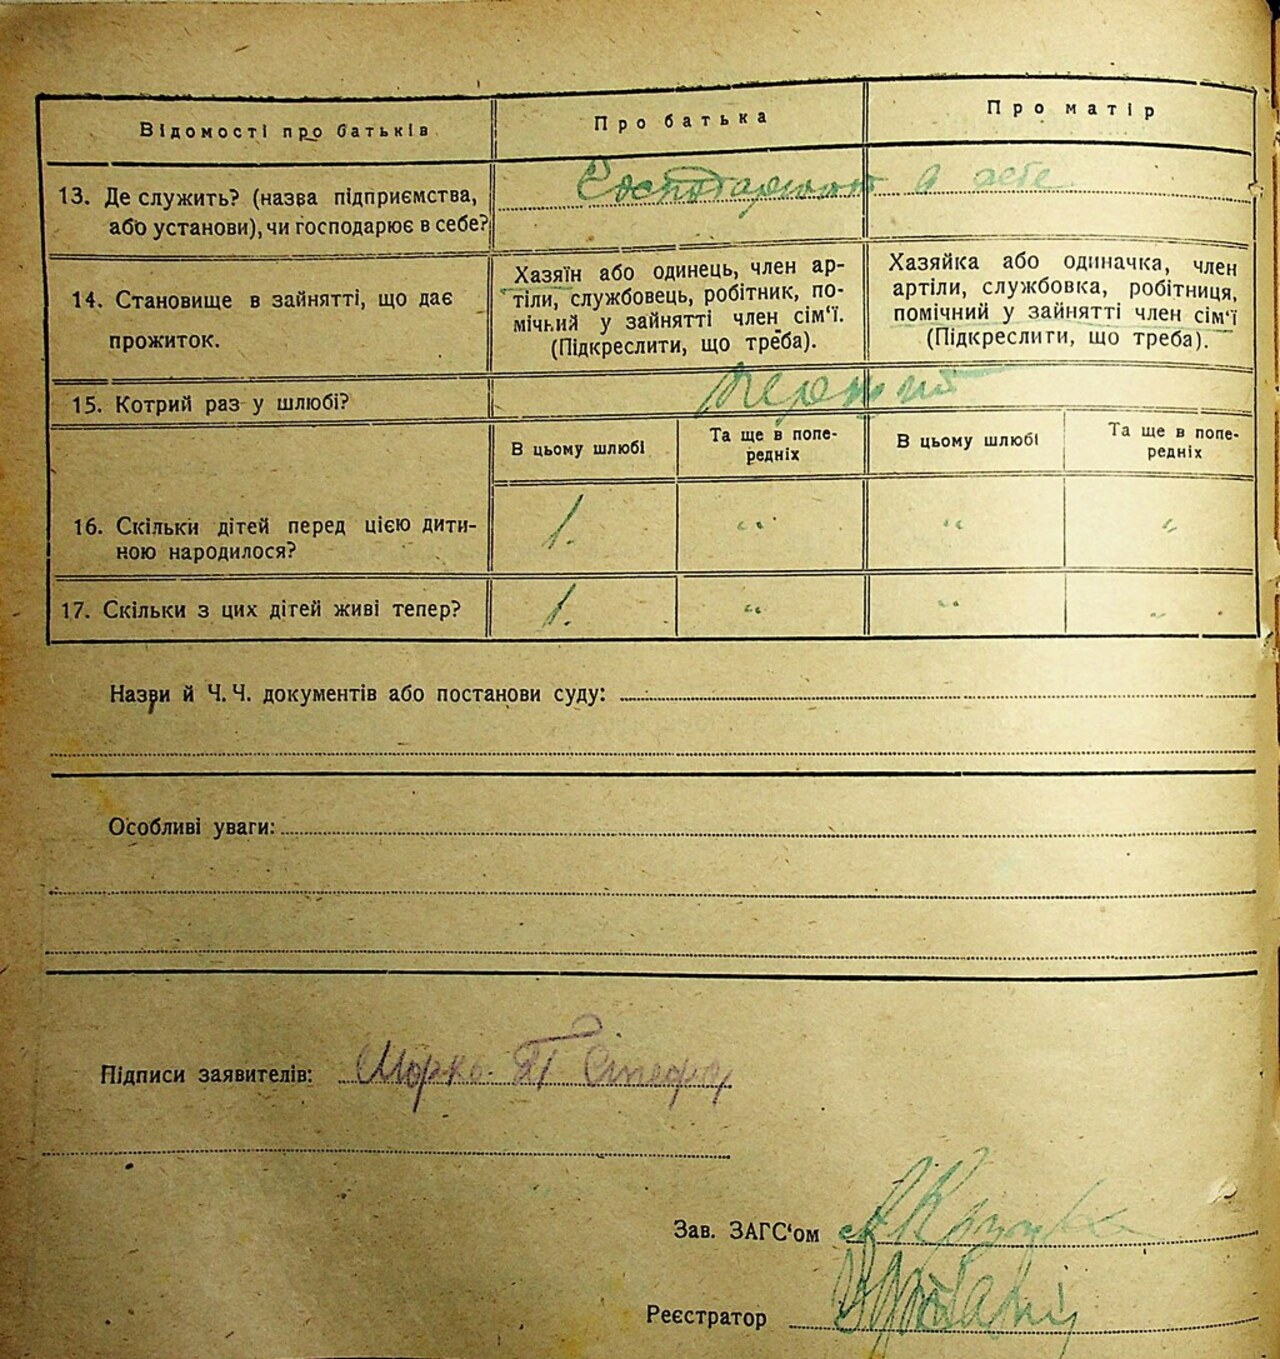 Відомості про батьків
Про батька
Про матір
13. Де служить? (назва підприємства,
або установи), чи господарює в себе?
14. Становище в зайнятті, що дає
прожиток.
Хазяїн або одинець, член ар-
тіли, службовець, робітник, по-
мічний у зайнятті член сім‘ї.
(Підкреслити, що треба).
Хазяйка або одиначка, член
артіли, службовка, робітниця,
помічний у зайнятті член сім‘ї
(Підкреслити, що треба).
15. Котрий раз у шлюбі?
В цьому шлюбі
Та ще в попе-
редніх
В цьому шлюбі
Та ще в попе-
редніх
16. Скільки дітей перед цією дити-
ною народилося?
1. " " "
17. Скільки з цих дітей живі тепер?
1. " " "
Назви й Ч. Ч. документів або постанови суду:
Особливі уваги:
Підписи заявителів:
Зав. ЗАГС‘ом
Реєстратор